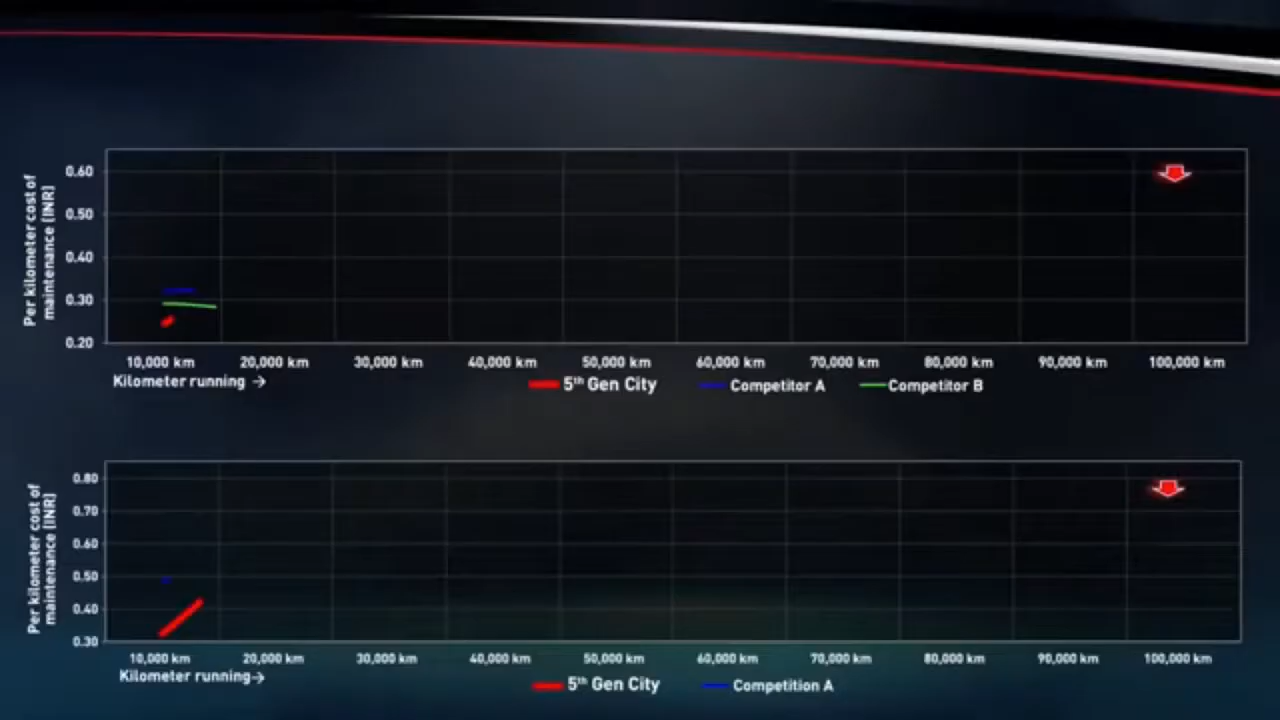 Per kilometer cost of
maintenance (INR)
0.60
0.50
0.40
0.30
0.20
10,000 km 20,000 km 30,000 km 40,000 km 50,000 km 60,000 km 70,000 km 80,000 km 90,000 km 100,000 km
Kilometer running →
5th Gen City Competitor A Competitor B
Per kilometer cost of
maintenance (INR)
0.80
0.70
0.60
0.50
0.40
0.30
10,000 km 20,000 km 30,000 km 40,000 km 50,000 km 60,000 km 70,000 km 80,000 km 90,000 km 100,000 km
Kilometer running→
5th Gen City Competition A